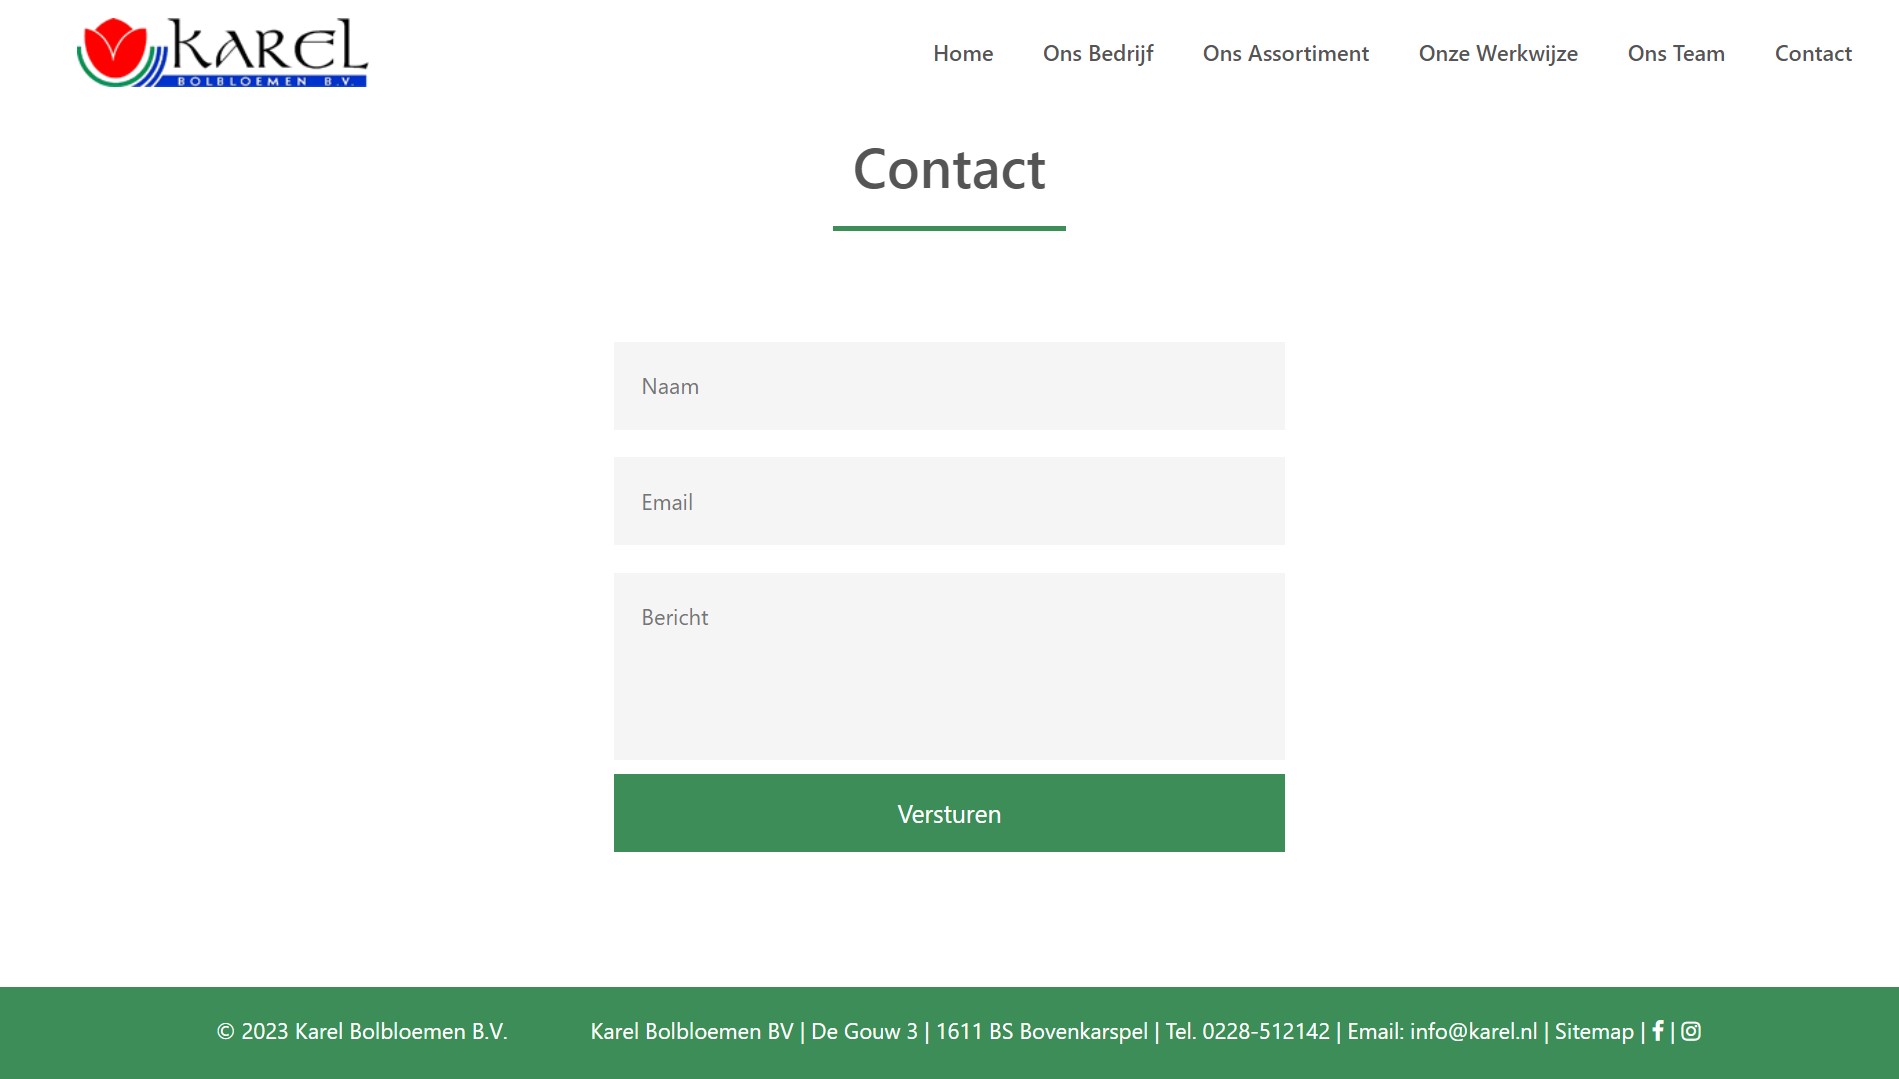 KAREL
BOLBLOEMEN B.V.
Home Ons Bedrijf Ons Assortiment Onze Werkwijze Ons Team Contact
Contact
Naam
Email
Bericht
Versturen
© 2023 Karel Bolbloemen B.V. Karel Bolbloemen BV | De Gouw 3 | 1611 BS Bovenkarspel | Tel. 0228-512142 | Email: info@karel.nl | Sitemap | |